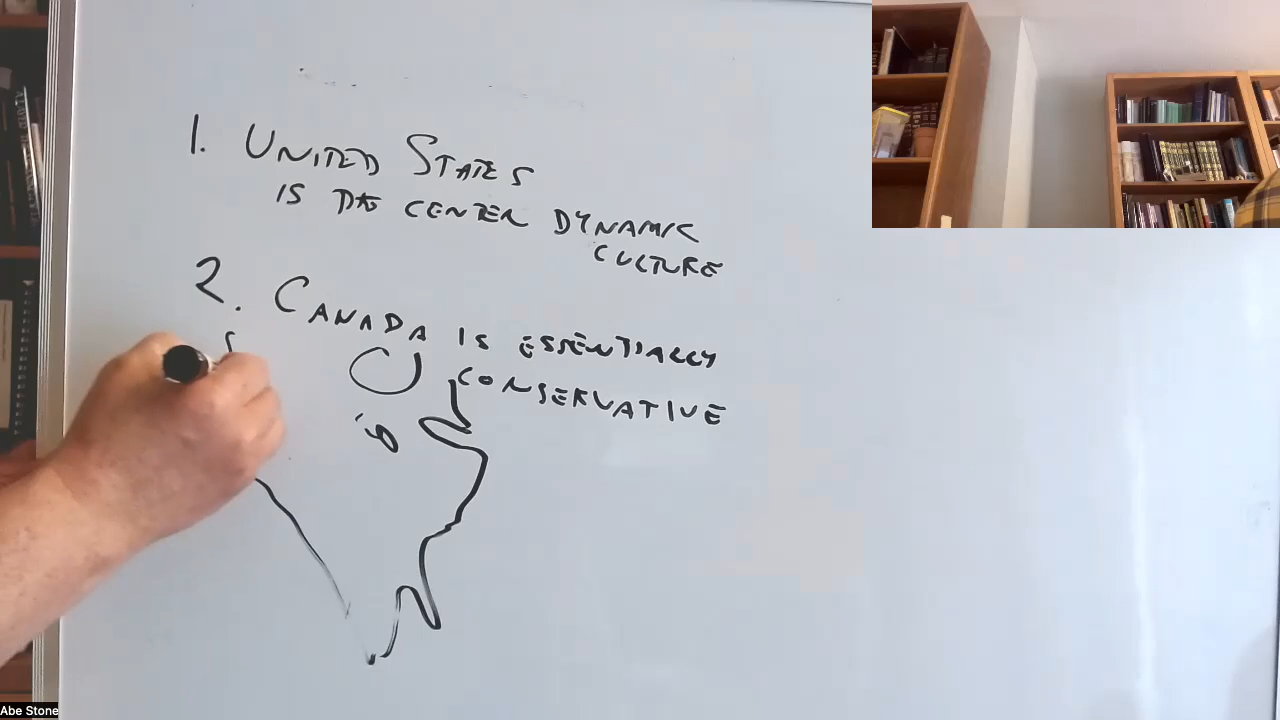 1. UNITED STATES
IS THE CENTER DYNAMIC
CULTURE
2. CANADA IS ESSENTIALLY
CONSERVATIVE
Abe Stone